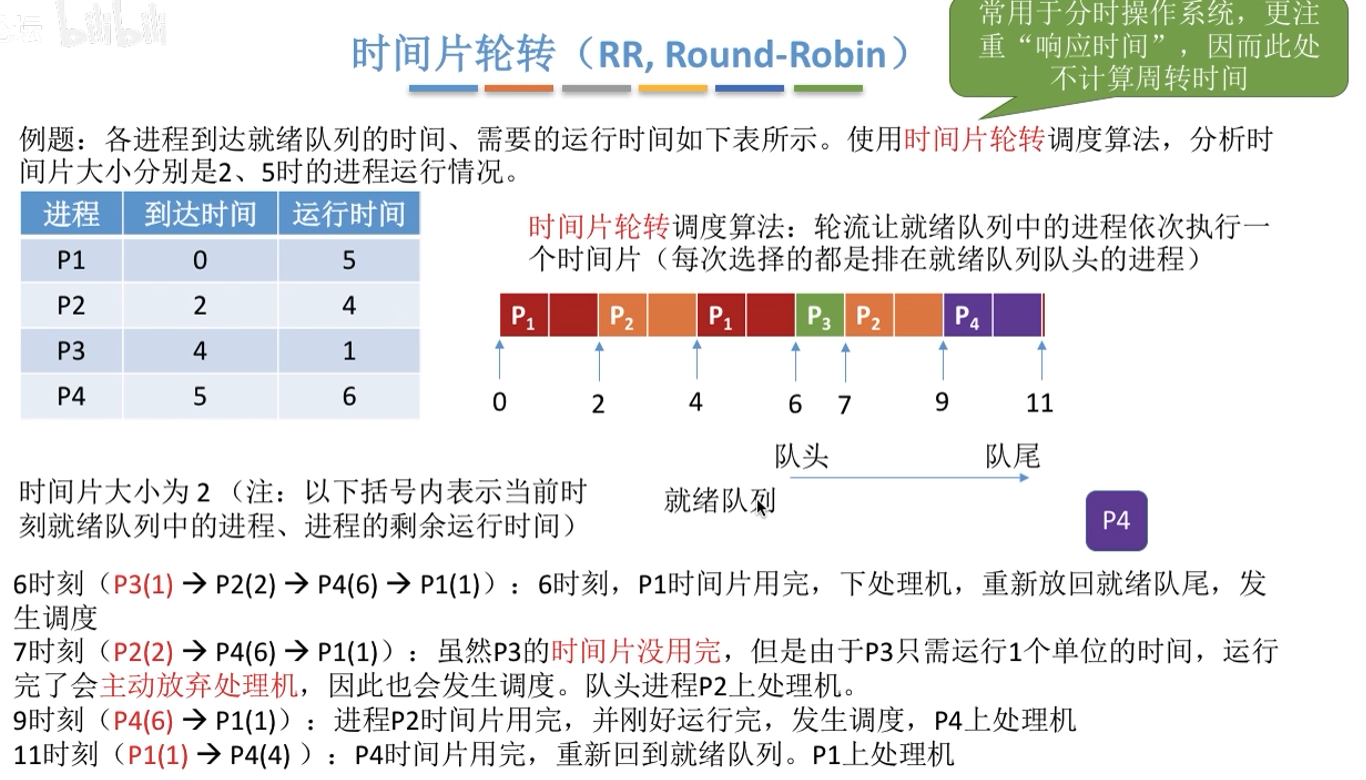 bilibili
常用于分时操作系统，更注
重“响应时间”，因而此处
不计算周转时间
时间片轮转（RR, Round-Robin）
例题：各进程到达就绪队列的时间、需要的运行时间如下表所示。使用时间片轮转调度算法，分析时
间片大小分别是2、5时的进程运行情况。
进程 到达时间 运行时间
P1 0 5
P2 2 4
P3 4 1
P4 5 6
时间片轮转调度算法：轮流让就绪队列中的进程依次执行一
个时间片（每次选择的都是排在就绪队列队头的进程）
P1 P2 P1 P3 P2 P4
0 2 4 6 7 9 11
队头 队尾
就绪队列
P4
时间片大小为 2 （注：以下括号内表示当前时
刻就绪队列中的进程、进程的剩余运行时间）
6时刻（P3(1) → P2(2) → P4(6) → P1(1)）：6时刻，P1时间片用完，下处理机，重新放回就绪队尾，发
生调度
7时刻（P2(2) → P4(6) → P1(1)）：虽然P3的时间片没用完，但是由于P3只需运行1个单位的时间，运行
完了会主动放弃处理机，因此也会发生调度。队头进程P2上处理机。
9时刻（P4(6) → P1(1)）：进程P2时间片用完，并刚好运行完，发生调度，P4上处理机
11时刻（P1(1) → P4(4) ）：P4时间片用完，重新回到就绪队列。P1上处理机